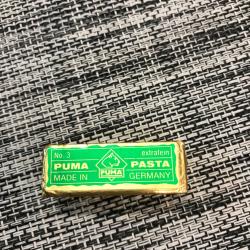 No. 3 extrafein
PUMA PUMA PASTA
MADE IN GERMANY